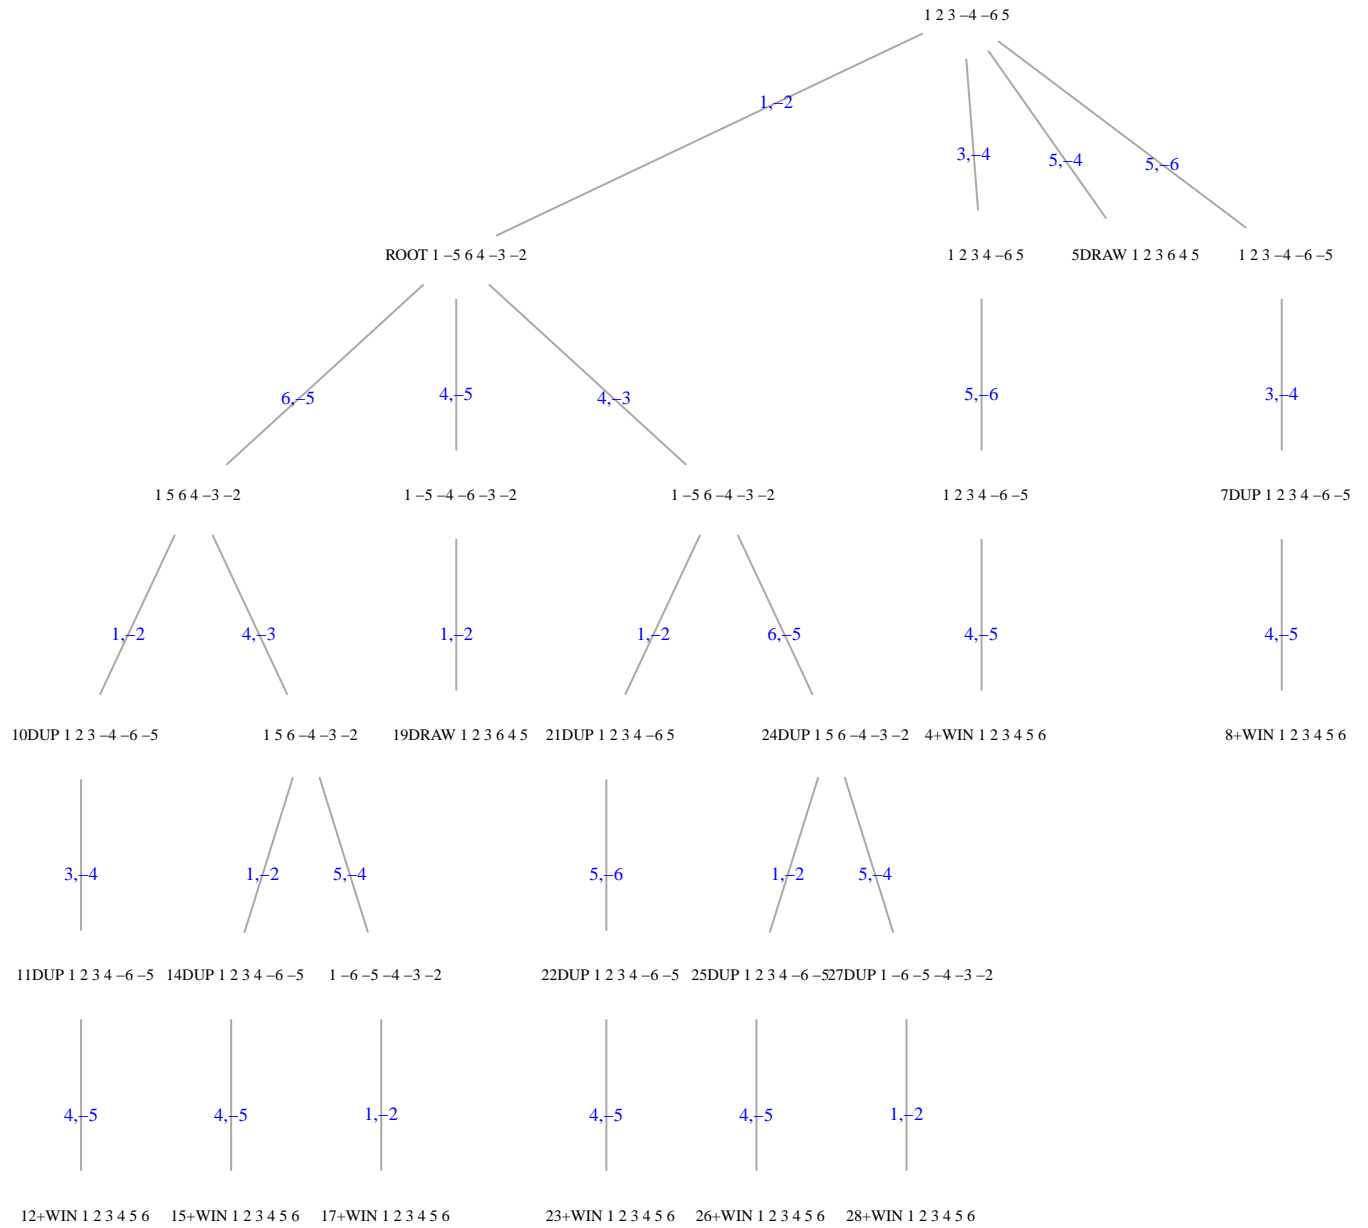 1 2 3 −4 −6 5
1,−2
3,−4
5,−4
5,−6
ROOT 1 −5 6 4 −3 −2
1 2 3 4 −6 5
5DRAW 1 2 3 6 4 5
1 2 3 −4 −6 −5
6,−5
4,−5
4,−3
5,−6
3,−4
1 5 6 4 −3 −2
1 −5 −4 −6 −3 −2
1 −5 6 −4 −3 −2
1 2 3 4 −6 −5
7DUP 1 2 3 4 −6 −5
1,−2
4,−3
1,−2
1,−2
6,−5
4,−5
4,−5
10DUP 1 2 3 −4 −6 −5
1 5 6 −4 −3 −2
19DRAW 1 2 3 6 4 5
21DUP 1 2 3 4 −6 5
24DUP 1 5 6 −4 −3 −2
4+WIN 1 2 3 4 5 6
8+WIN 1 2 3 4 5 6
3,−4
1,−2
5,−4
5,−6
1,−2
5,−4
11DUP 1 2 3 4 −6 −5
14DUP 1 2 3 4 −6 −5
1 −6 −5 −4 −3 −2
22DUP 1 2 3 4 −6 −5
25DUP 1 2 3 4 −6 −5
27DUP 1 −6 −5 −4 −3 −2
4,−5
4,−5
1,−2
4,−5
4,−5
1,−2
12+WIN 1 2 3 4 5 6
15+WIN 1 2 3 4 5 6
17+WIN 1 2 3 4 5 6
23+WIN 1 2 3 4 5 6
26+WIN 1 2 3 4 5 6
28+WIN 1 2 3 4 5 6